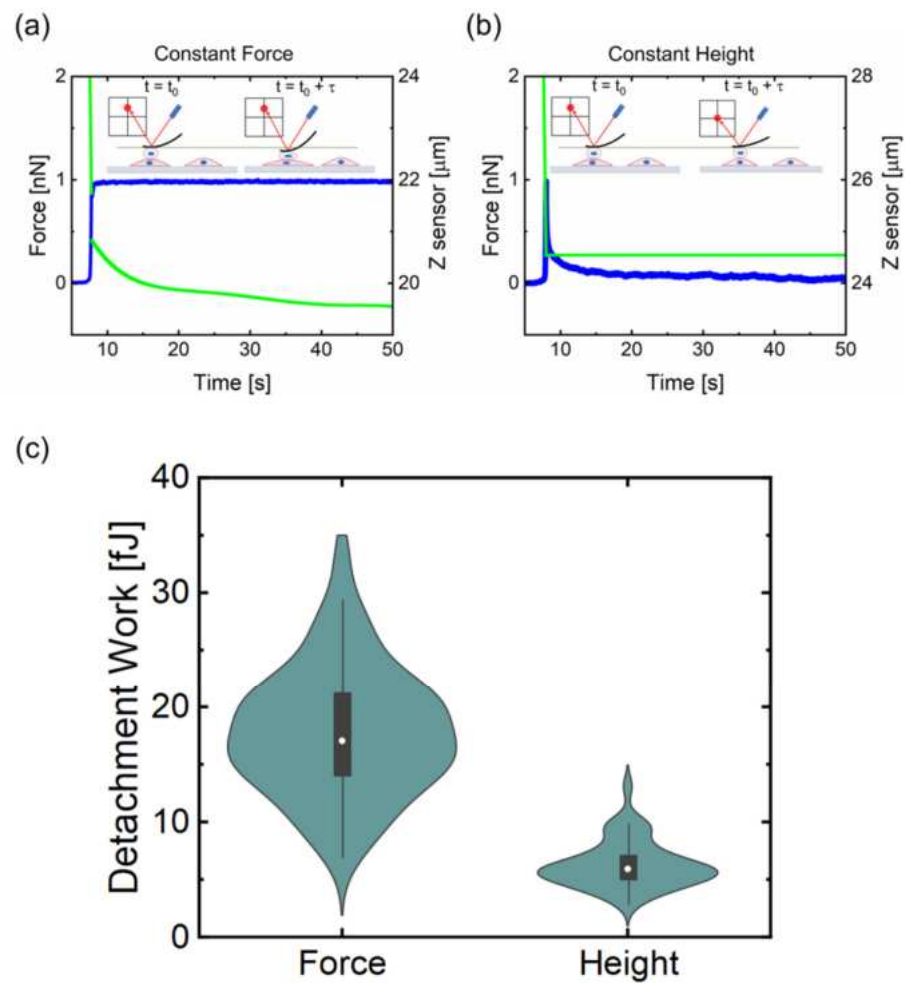 (a)
Constant Force
t = t₀
t = t₀ + τ
2
1
0
Force [nN]
24
22
20
Z sensor [µm]
10
20
30
40
50
Time [s]
(b)
Constant Height
t = t₀
t = t₀ + τ
2
1
0
Force [nN]
28
26
24
Z sensor [µm]
10
20
30
40
50
Time [s]
(c)
40
30
20
10
0
Detachment Work [fJ]
Force
Height